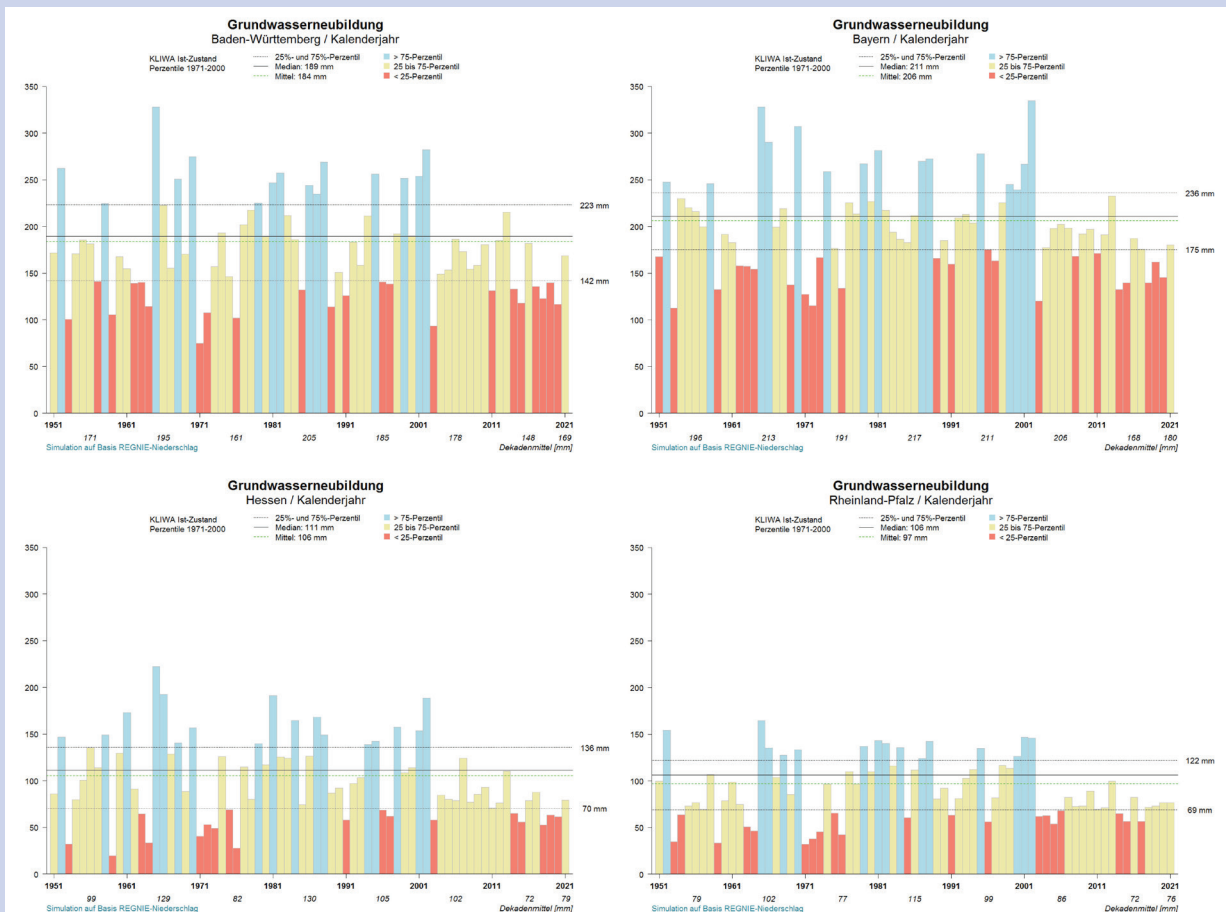 Grundwasserneubildung
Baden-Württemberg / Kalenderjahr
KLIWA Ist-Zustand
Perzentile 1971-2000
25%- und 75%-Perzentil
Median: 189 mm
Mittel: 184 mm
> 75-Perzentil
25 bis 75-Perzentil
< 25-Perzentil
350
300
250
200
150
100
50
0
223 mm
142 mm
1951 1961 1971 1981 1991 2001 2011 2021
171 195 161 205 185 178 148 169
Simulation auf Basis REGNIE-Niederschlag
Dekadenmittel [mm]
Grundwasserneubildung
Bayern / Kalenderjahr
KLIWA Ist-Zustand
Perzentile 1971-2000
25%- und 75%-Perzentil
Median: 211 mm
Mittel: 206 mm
> 75-Perzentil
25 bis 75-Perzentil
< 25-Perzentil
350
300
250
200
150
100
50
0
236 mm
175 mm
1951 1961 1971 1981 1991 2001 2011 2021
196 213 191 217 211 206 168 180
Simulation auf Basis REGNIE-Niederschlag
Dekadenmittel [mm]
Grundwasserneubildung
Hessen / Kalenderjahr
KLIWA Ist-Zustand
Perzentile 1971-2000
25%- und 75%-Perzentil
Median: 111 mm
Mittel: 106 mm
> 75-Perzentil
25 bis 75-Perzentil
< 25-Perzentil
350
300
250
200
150
100
50
0
136 mm
70 mm
1951 1961 1971 1981 1991 2001 2011 2021
99 129 82 130 105 102 72 79
Simulation auf Basis REGNIE-Niederschlag
Dekadenmittel [mm]
Grundwasserneubildung
Rheinland-Pfalz / Kalenderjahr
KLIWA Ist-Zustand
Perzentile 1971-2000
25%- und 75%-Perzentil
Median: 106 mm
Mittel: 97 mm
> 75-Perzentil
25 bis 75-Perzentil
< 25-Perzentil
350
300
250
200
150
100
50
0
122 mm
69 mm
1951 1961 1971 1981 1991 2001 2011 2021
79 102 77 115 99 86 72 76
Simulation auf Basis REGNIE-Niederschlag
Dekadenmittel [mm]